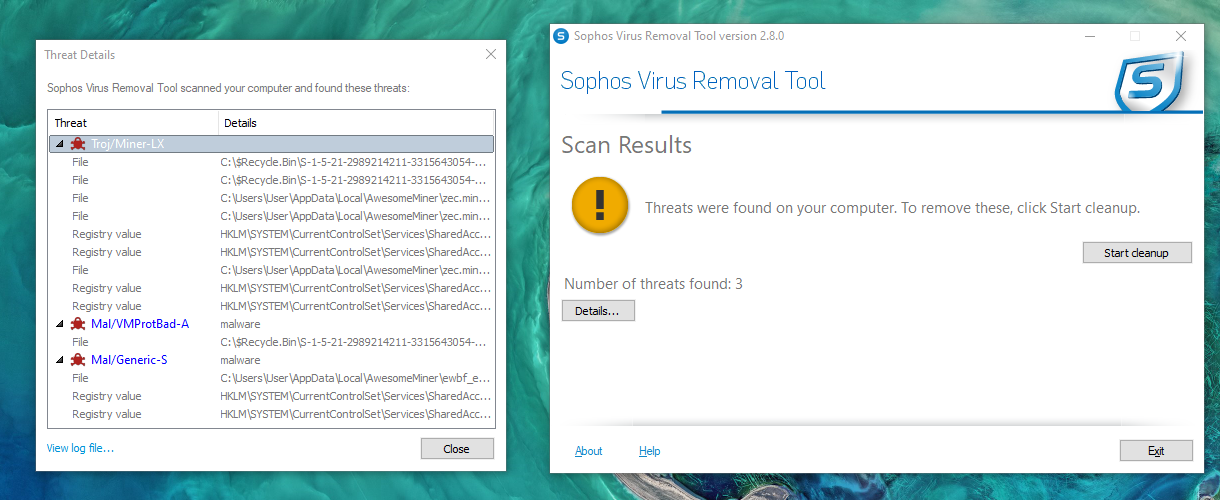 Threat Details
Sophos Virus Removal Tool scanned your computer and found these threats:
Threat Details
Troj/Miner-LX
File C:\$Recycle.Bin\S-1-5-21-2989214211-3315643054-...
File C:\$Recycle.Bin\S-1-5-21-2989214211-3315643054-...
File C:\Users\User\AppData\Local\AwesomeMiner\zec.min...
File C:\Users\User\AppData\Local\AwesomeMiner\zec.min...
Registry value HKLM\SYSTEM\CurrentControlSet\Services\SharedAcc...
Registry value HKLM\SYSTEM\CurrentControlSet\Services\SharedAcc...
File C:\Users\User\AppData\Local\AwesomeMiner\zec.min...
Registry value HKLM\SYSTEM\CurrentControlSet\Services\SharedAcc...
Registry value HKLM\SYSTEM\CurrentControlSet\Services\SharedAcc...
Mal/VMProtBad-A malware
File C:\$Recycle.Bin\S-1-5-21-2989214211-3315643054-...
Mal/Generic-S malware
File C:\Users\User\AppData\Local\AwesomeMiner\ewbf_e...
Registry value HKLM\SYSTEM\CurrentControlSet\Services\SharedAcc...
Registry value HKLM\SYSTEM\CurrentControlSet\Services\SharedAcc...
View log file...
Close
S Sophos Virus Removal Tool version 2.8.0
Sophos Virus Removal Tool
S
Scan Results
! Threats were found on your computer. To remove these, click Start cleanup.
Start cleanup
Number of threats found: 3
Details...
About Help
Exit